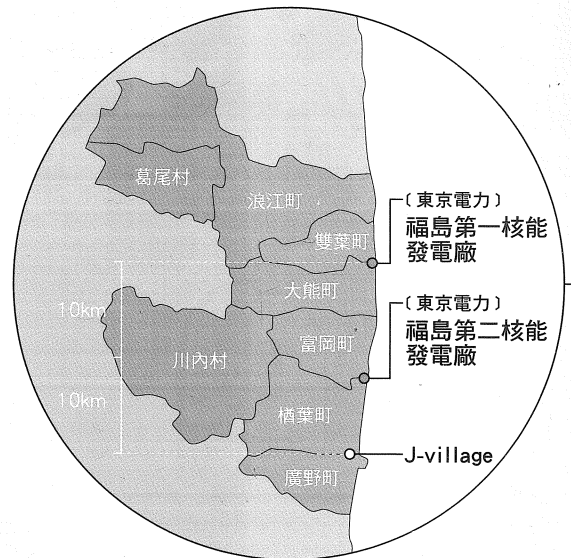 葛尾村
浪江町
雙葉町
大熊町
10km
川內村
富岡町
10km
楢葉町
廣野町
〔東京電力〕
福島第一核能
發電廠
〔東京電力〕
福島第二核能
發電廠
J-village